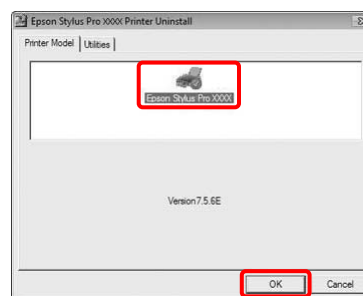 Epson Stylus Pro XXXX Printer Uninstall
Printer Model Utilities
Epson Stylus Pro XXXX
Version7.5.6E
OK Cancel